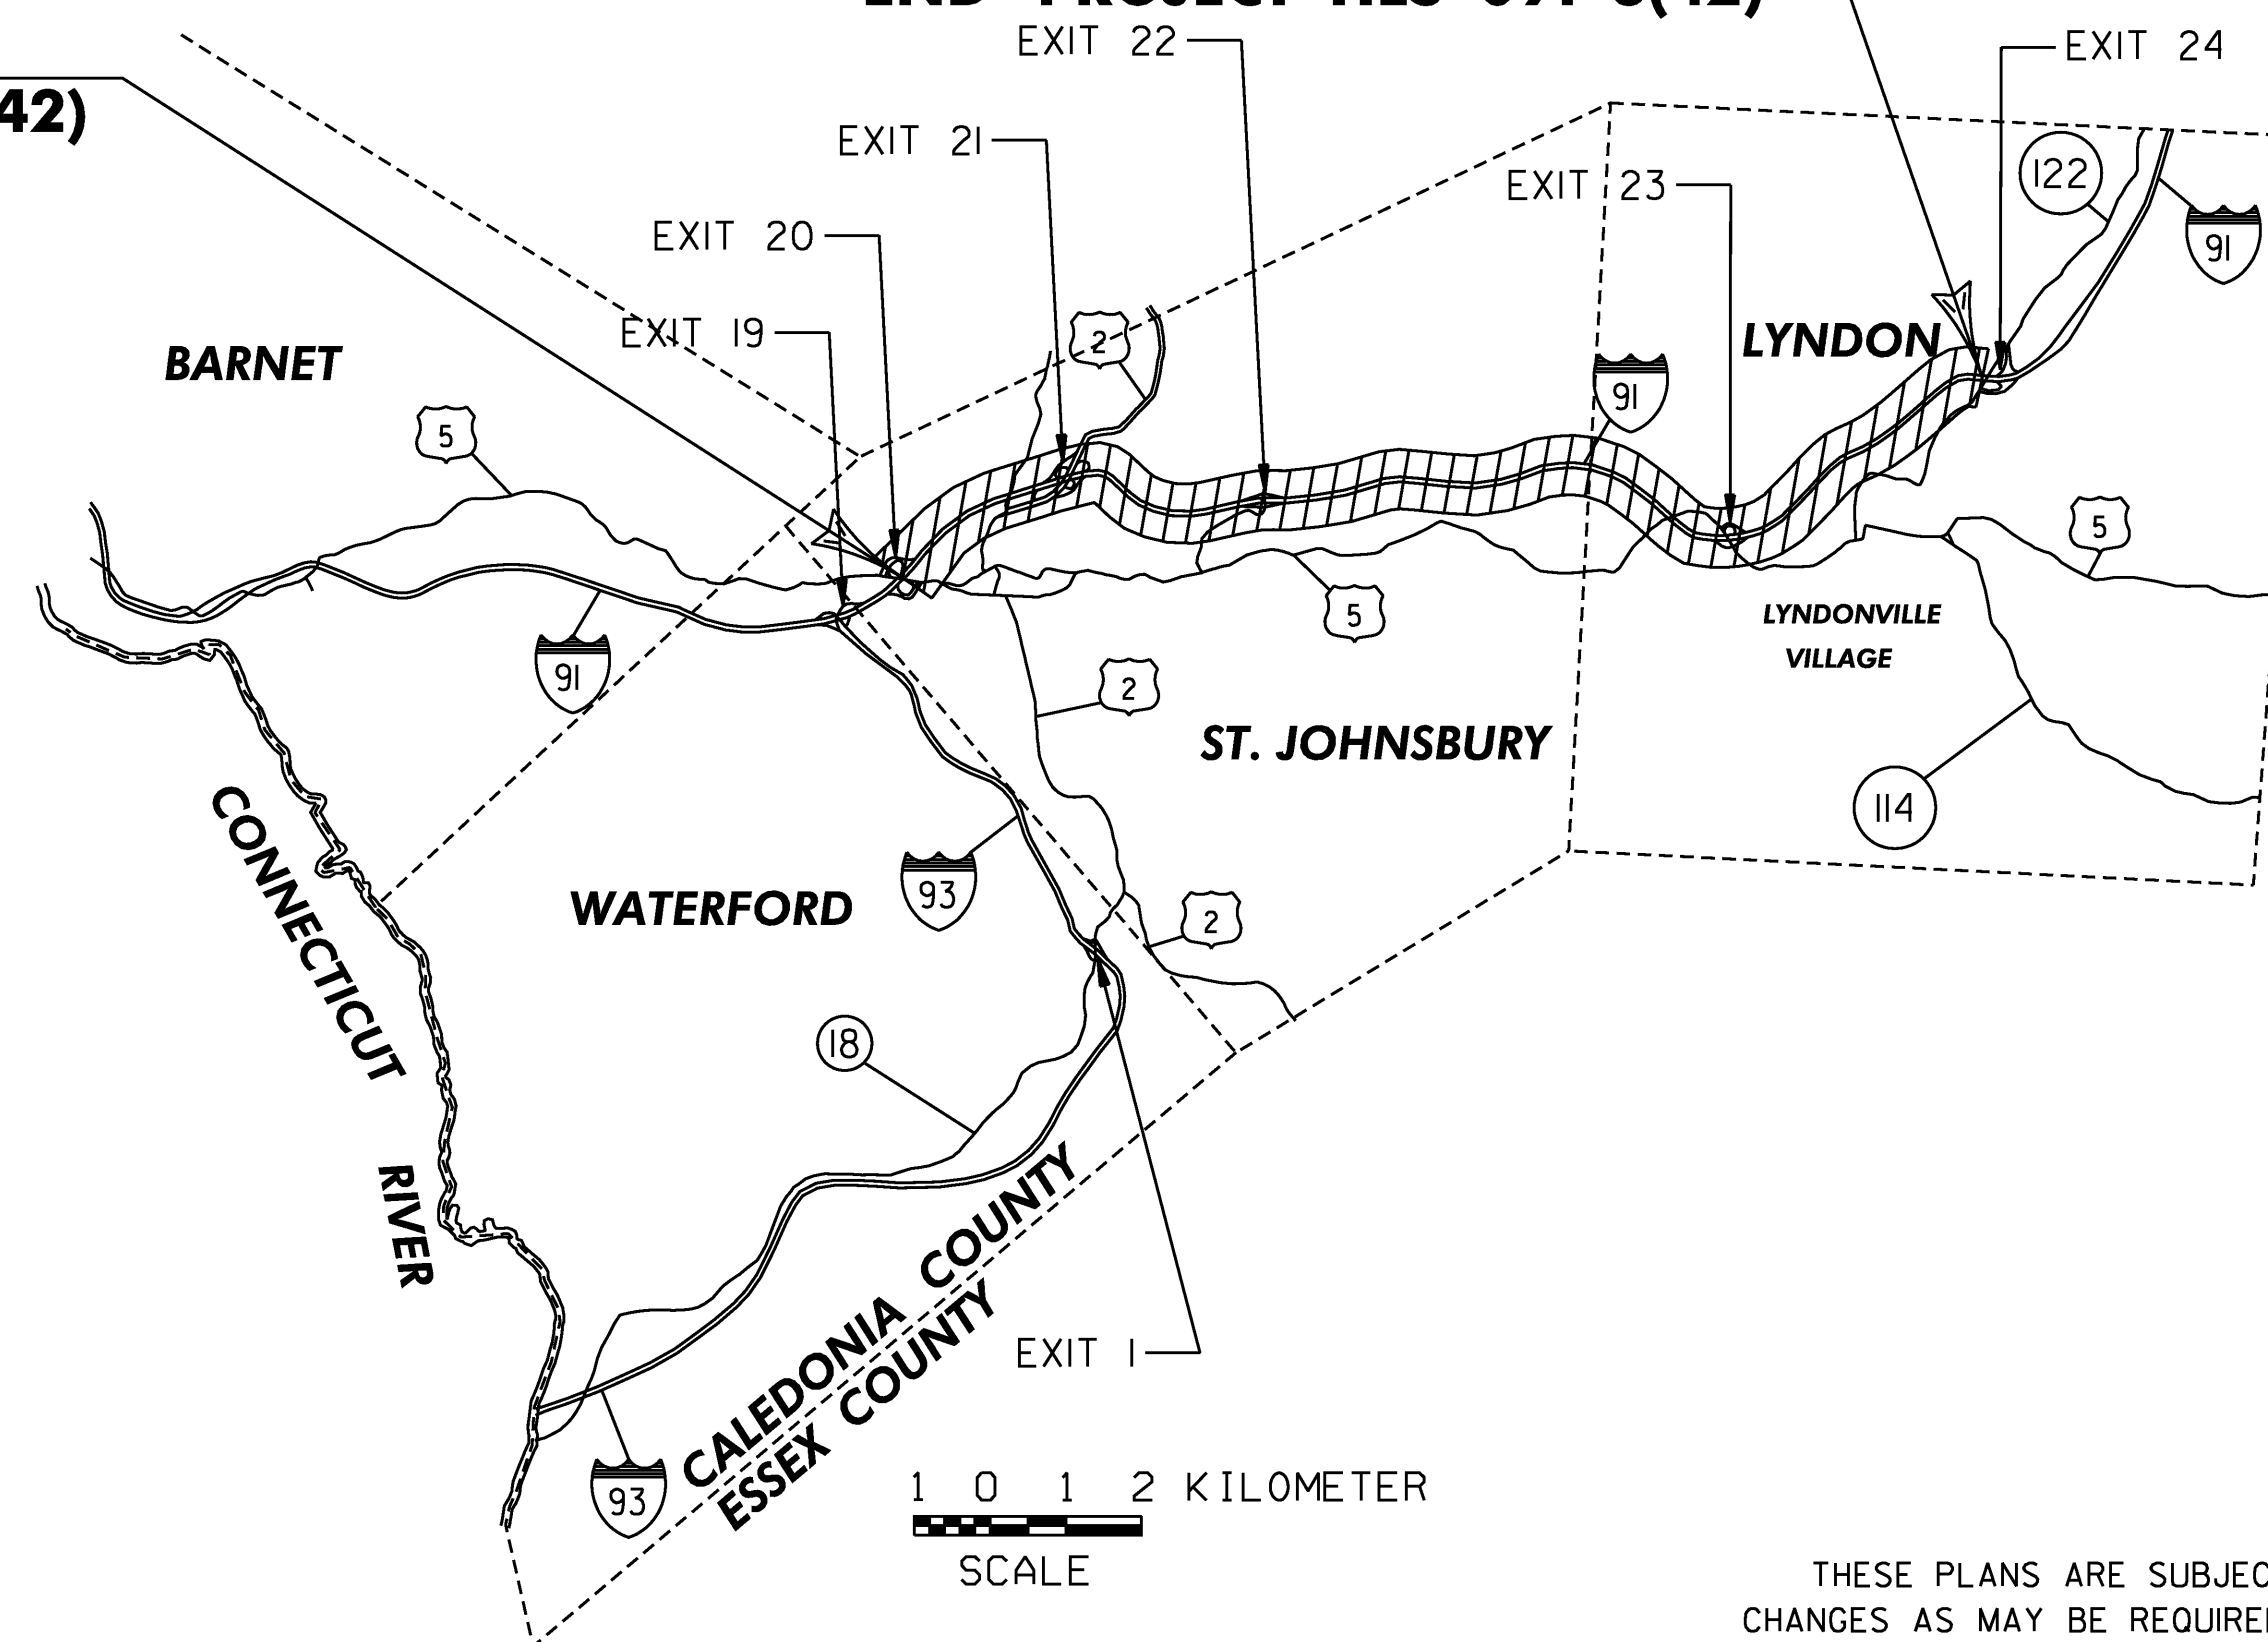 42)
EXIT 22
EXIT 24
EXIT 21
122
EXIT 23
91
EXIT 20
EXIT 19
2
BARNET
LYNDON
91
5
5
5
LYNDONVILLE
VILLAGE
91
2
ST. JOHNSBURY
114
93
WATERFORD
2
CONNECTICUT
RIVER
18
CALEDONIA COUNTY
ESSEX COUNTY
EXIT 1
93
1 0 1 2 KILOMETER
SCALE
THESE PLANS ARE SUBJEC
CHANGES AS MAY BE REQUIRE